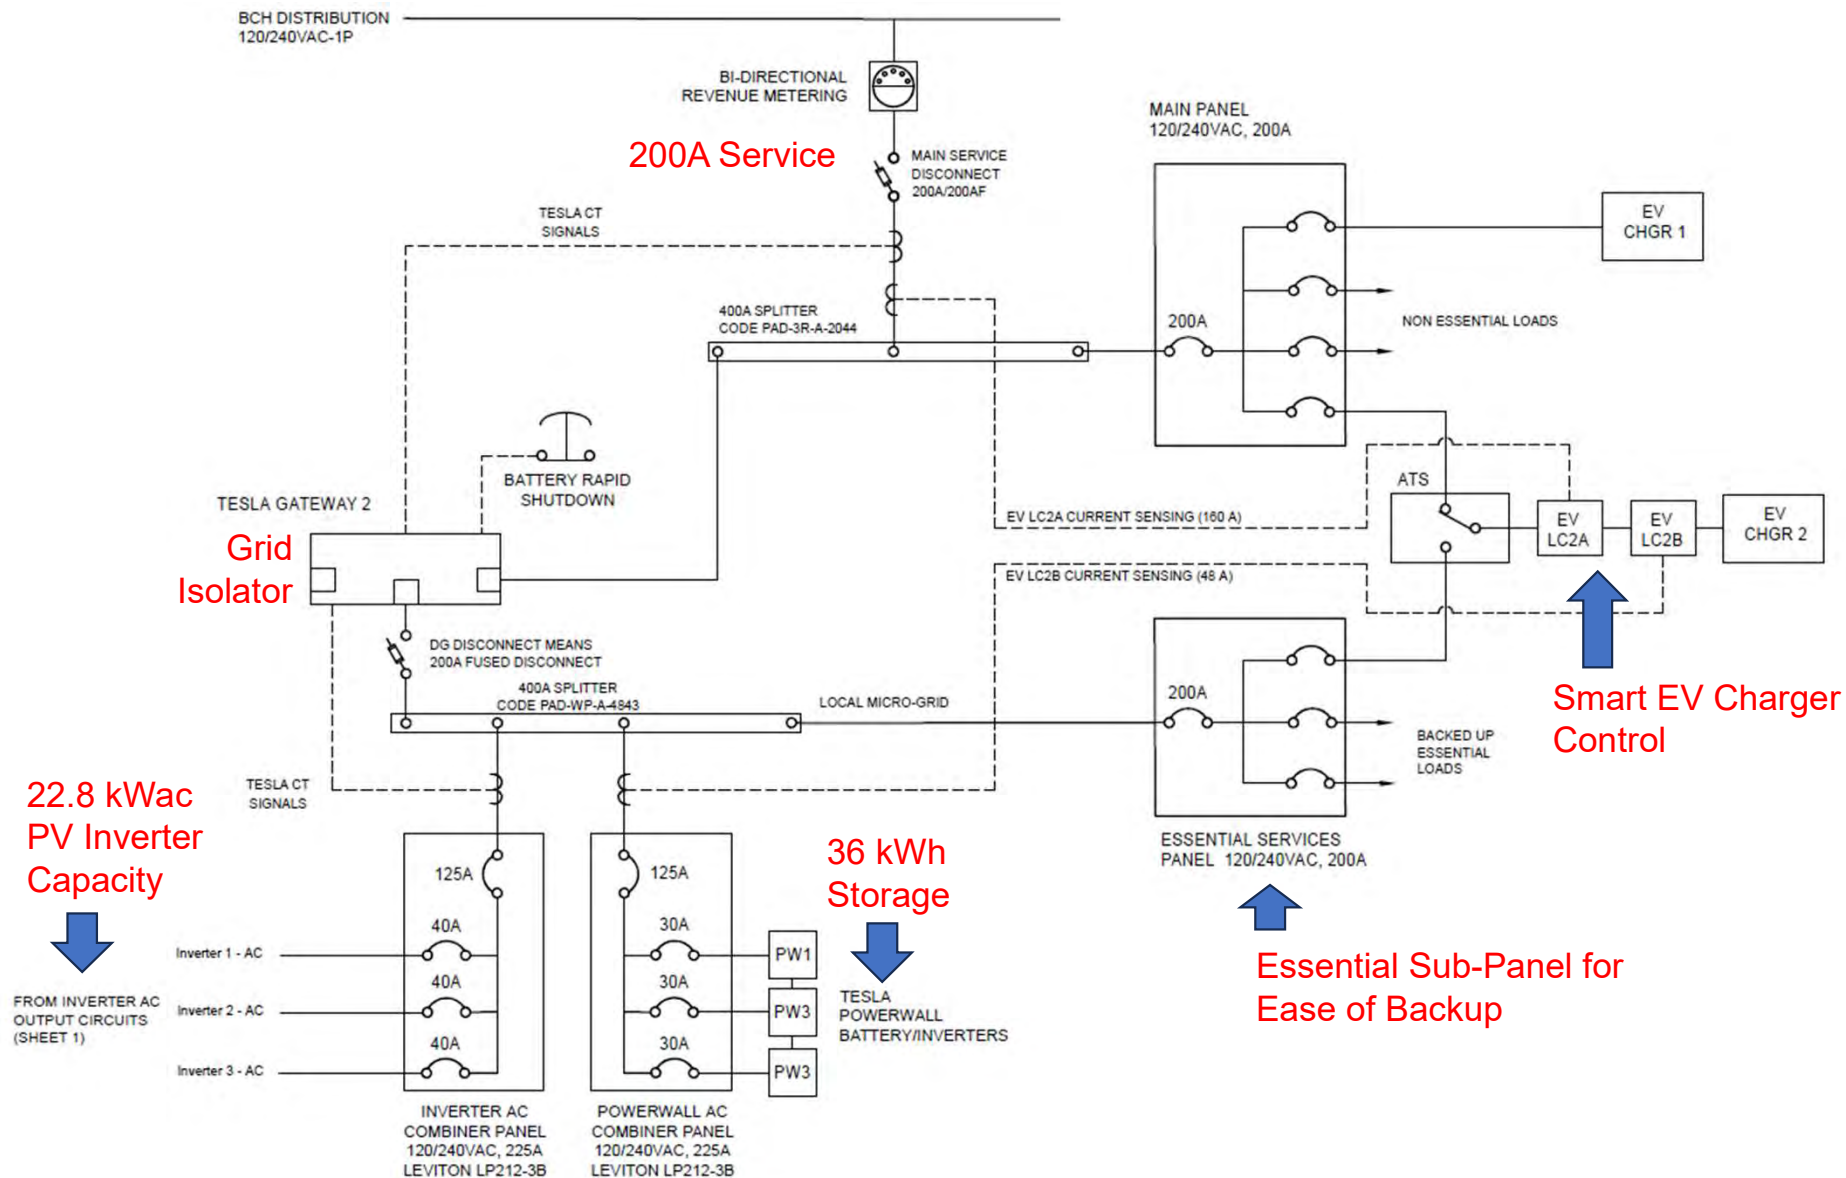 BCH DISTRIBUTION
120/240VAC-1P
BI-DIRECTIONAL
REVENUE METERING
200A Service
MAIN SERVICE
DISCONNECT
200A/200AF
MAIN PANEL
120/240VAC, 200A
TESLA CT
SIGNALS
EV
CHGR 1
400A SPLITTER
CODE PAD-3R-A-2044
200A
NON ESSENTIAL LOADS
BATTERY RAPID
SHUTDOWN
TESLA GATEWAY 2
Grid
Isolator
ATS
EV LC2A CURRENT SENSING (160 A)
EV
LC2A
EV
LC2B
EV
CHGR 2
EV LC2B CURRENT SENSING (48 A)
DG DISCONNECT MEANS
200A FUSED DISCONNECT
400A SPLITTER
CODE PAD-WP-A-4843
LOCAL MICRO-GRID
200A
BACKED UP
ESSENTIAL
LOADS
Smart EV Charger
Control
TESLA CT
SIGNALS
22.8 kWac
PV Inverter
Capacity
125A
125A
36 kWh
Storage
ESSENTIAL SERVICES
PANEL 120/240VAC, 200A
40A
30A
Inverter 1 - AC
PW1
Essential Sub-Panel for
Ease of Backup
FROM INVERTER AC
OUTPUT CIRCUITS
(SHEET 1)
40A
30A
Inverter 2 - AC
PW3
TESLA
POWERWALL
BATTERY/INVERTERS
40A
30A
Inverter 3 - AC
PW3
INVERTER AC
COMBINER PANEL
120/240VAC, 225A
LEVITON LP212-3B
POWERWALL AC
COMBINER PANEL
120/240VAC, 225A
LEVITON LP212-3B